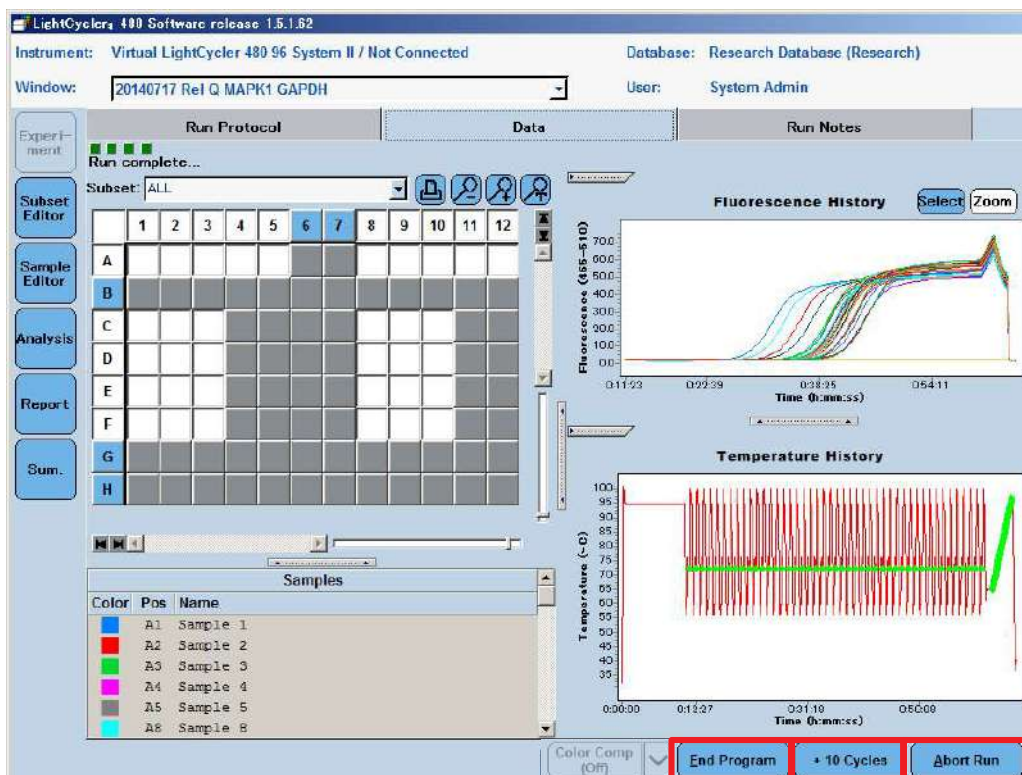 LightCycler® 480 Software release 1.5.1.62
Instrument: Virtual LightCycler 480 96 System II / Not Connected
Database: Research Database (Research)
Window: 20140717 Rel Q MAPK1 GAPDH
User: System Admin
Experi-
ment
Subset
Editor
Sample
Editor
Analysis
Report
Sum.
Run Protocol
Data
Run Notes
Run complete...
Subset: ALL
1 2 3 4 5 6 7 8 9 10 11 12
A
B
C
D
E
F
G
H
Samples
Color Pos Name
A1 Sample 1
A2 Sample 2
A3 Sample 3
A4 Sample 4
A5 Sample 5
A8 Sample 8
Fluorescence History
Select Zoom
Fluorescence (465-510)
70.0
60.0
50.0
40.0
30.0
20.0
10.0
0.0
0:11:23 0:22:39 0:38:25 0:54:11
Time (h:mm:ss)
Temperature History
Temperature (~C)
100
95
90
85
80
75
70
65
60
55
50
45
40
35
0:00:00 0:13:27 0:31:18 0:50:09
Time (h:mm:ss)
Color Comp
(Off)
End Program
+ 10 Cycles
Abort Run